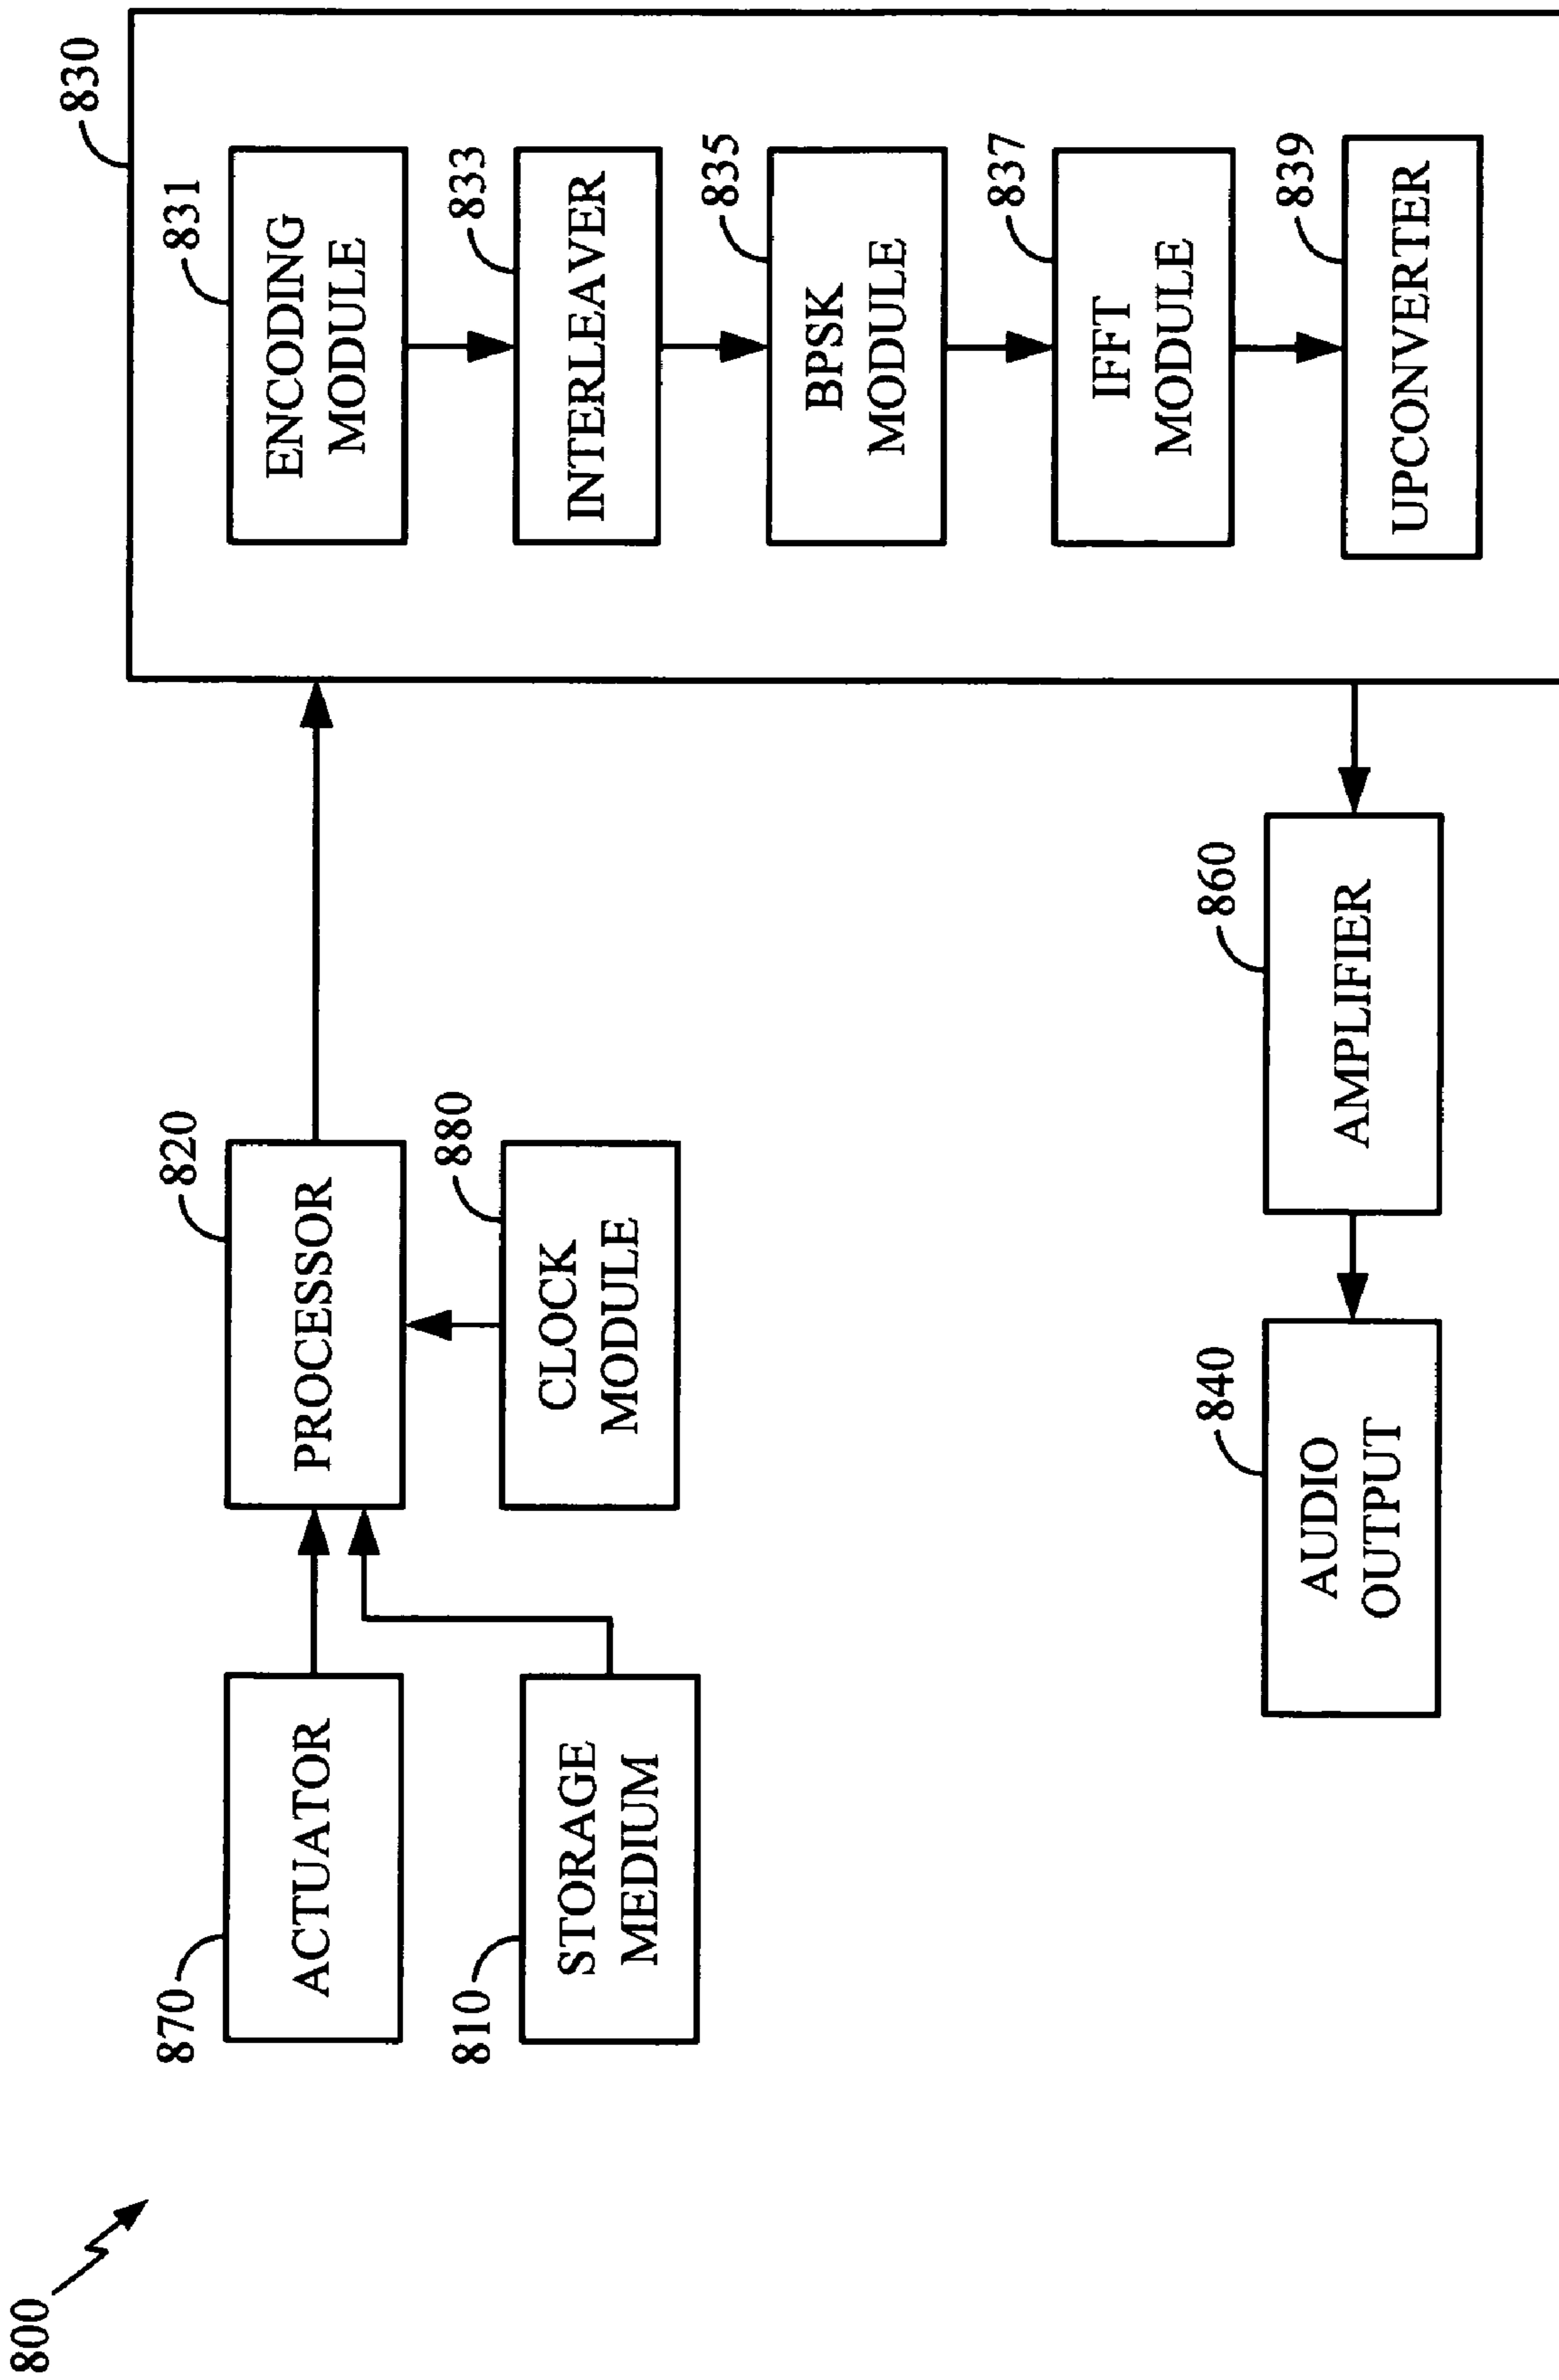 800
870
ACTUATOR
810
STORAGE
MEDIUM
820
PROCESSOR
880
CLOCK
MODULE
830
831
ENCODING
MODULE
833
INTERLEAVER
835
BPSK
MODULE
837
IFFT
MODULE
839
UPCONVERTER
860
AMPLIFIER
840
AUDIO
OUTPUT